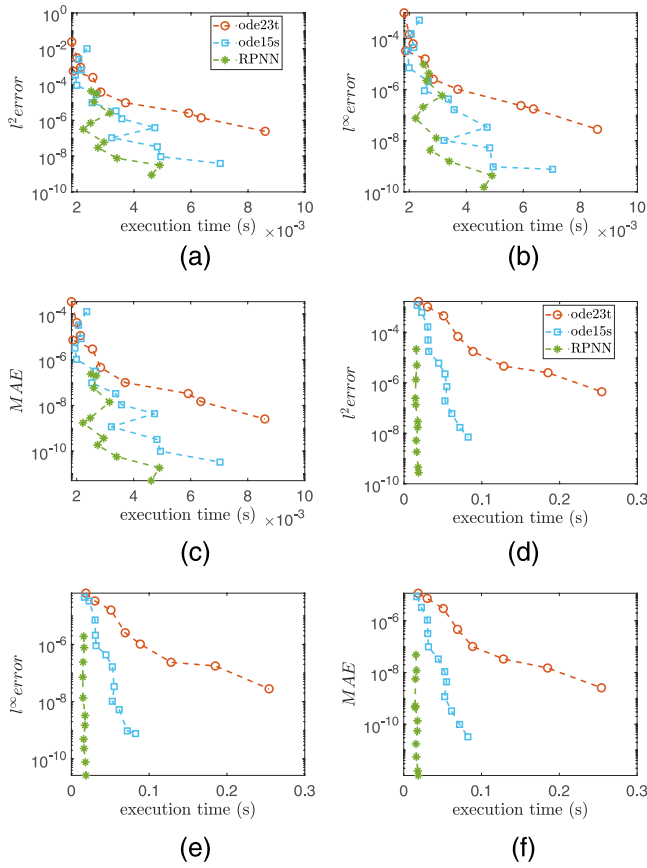 ode23t
ode15s
RPNN
10^0
10^-2
10^-4
10^-6
10^-8
10^-10
l^2error
2 4 6 8 10
execution time (s)
×10^-3
(a)
10^-4
10^-6
10^-8
10^-10
l^∞error
2 4 6 8 10
execution time (s)
×10^-3
(b)
10^-4
10^-6
10^-8
10^-10
MAE
2 4 6 8 10
execution time (s)
×10^-3
(c)
ode23t
ode15s
RPNN
10^-2
10^-4
10^-6
10^-8
10^-10
l^2error
0 0.1 0.2 0.3
execution time (s)
(d)
10^-6
10^-8
10^-10
l^∞error
0 0.1 0.2 0.3
execution time (s)
(e)
10^-6
10^-8
10^-10
MAE
0 0.1 0.2 0.3
execution time (s)
(f)